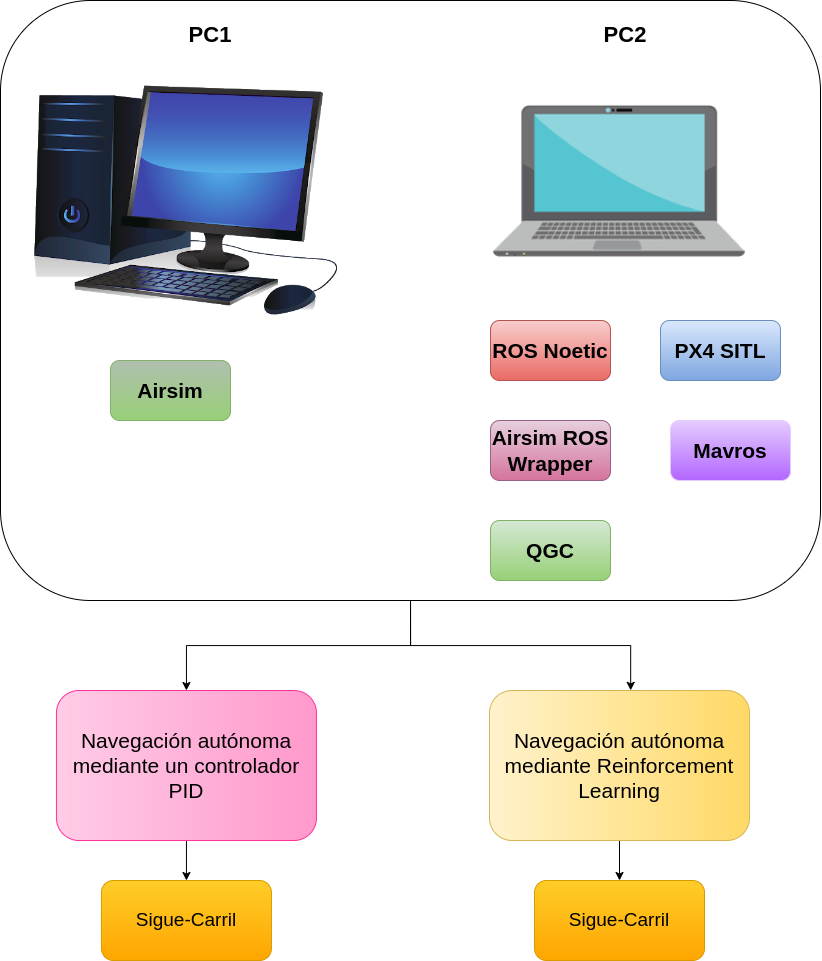 PC1
PC2
Airsim
ROS Noetic
PX4 SITL
Airsim ROS
Wrapper
Mavros
QGC
Navegación autónoma
mediante un controlador
PID
Navegación autónoma
mediante Reinforcement
Learning
Sigue-Carril
Sigue-Carril